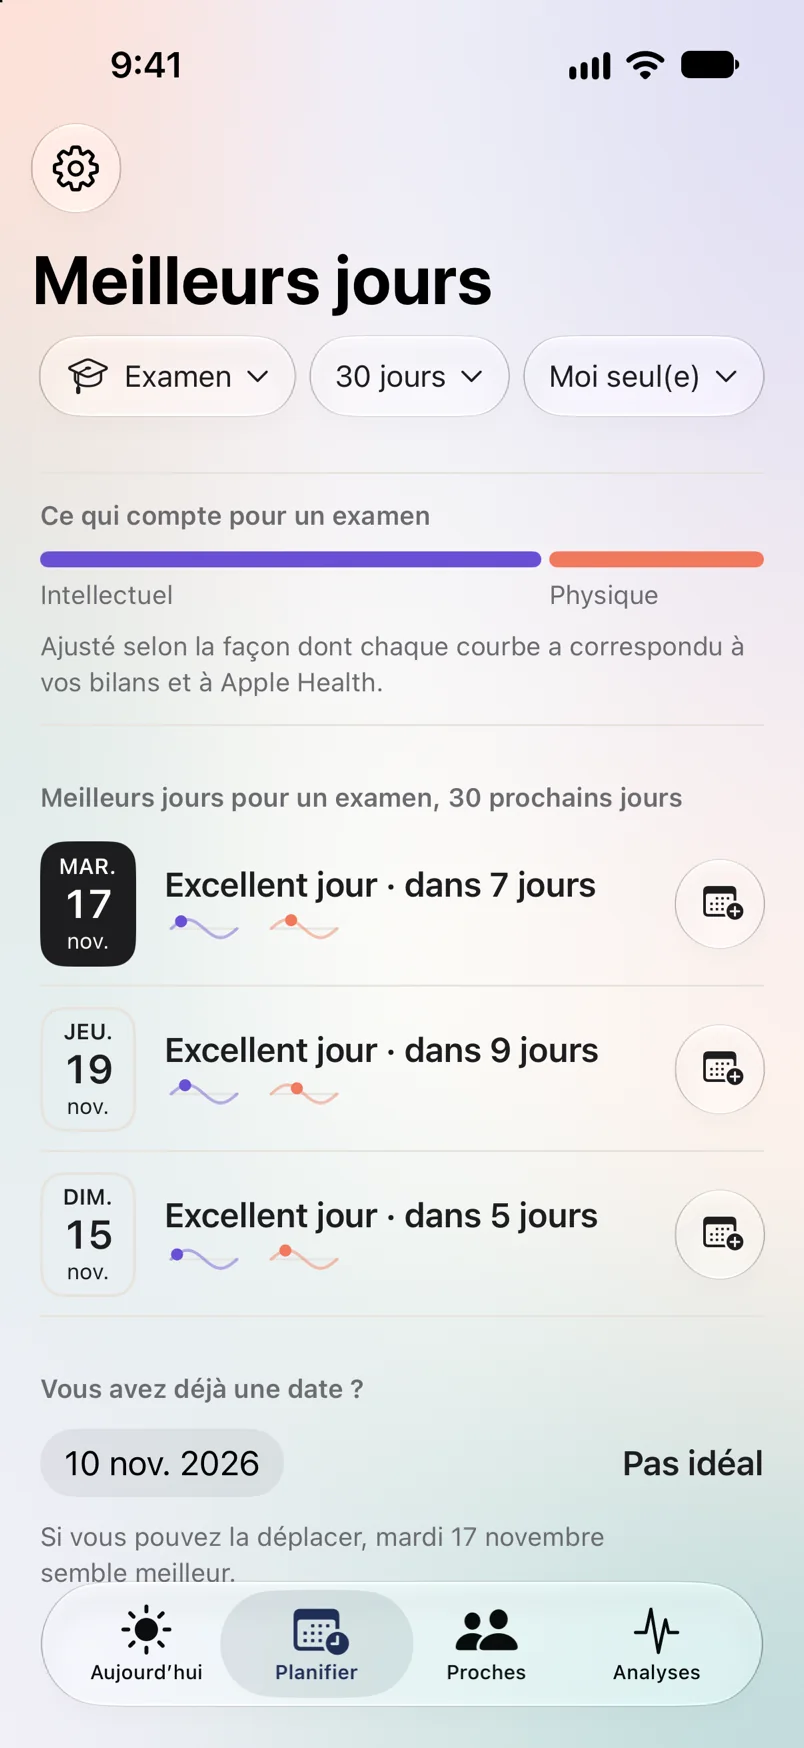 9:41
Meilleurs jours
Examen
30 jours
Moi seul(e)
Ce qui compte pour un examen
Intellectuel
Physique
Ajusté selon la façon dont chaque courbe a correspondu à
vos bilans et à Apple Health.
Meilleurs jours pour un examen, 30 prochains jours
MAR.
17
nov.
Excellent jour · dans 7 jours
JEU.
19
nov.
Excellent jour · dans 9 jours
DIM.
15
nov.
Excellent jour · dans 5 jours
Vous avez déjà une date ?
10 nov. 2026
Pas idéal
Si vous pouvez la déplacer, mardi 17 novembre
semble meilleur.
Aujourd’hui
Planifier
Proches
Analyses